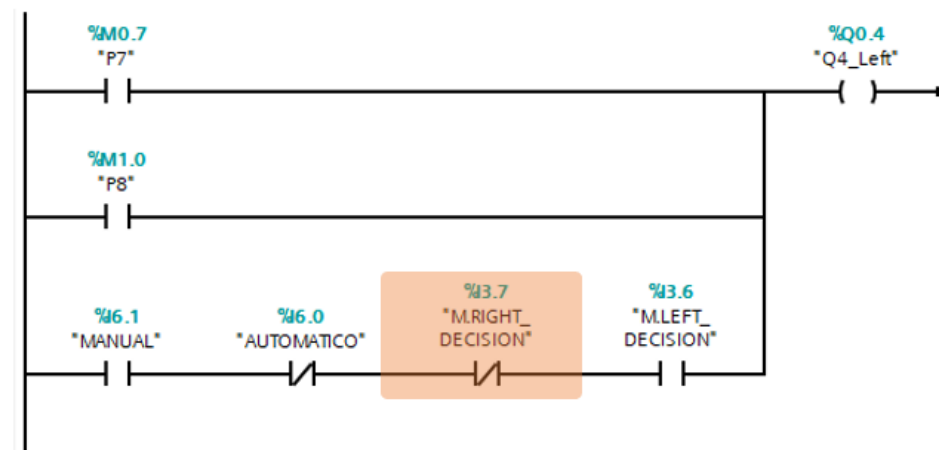 %M0.7
"P7"
%Q0.4
"Q4_Left"
%M1.0
"P8"
%I6.1
"MANUAL"
%I6.0
"AUTOMATICO"
%I3.7
"M.RIGHT_
DECISION"
%I3.6
"M.LEFT_
DECISION"